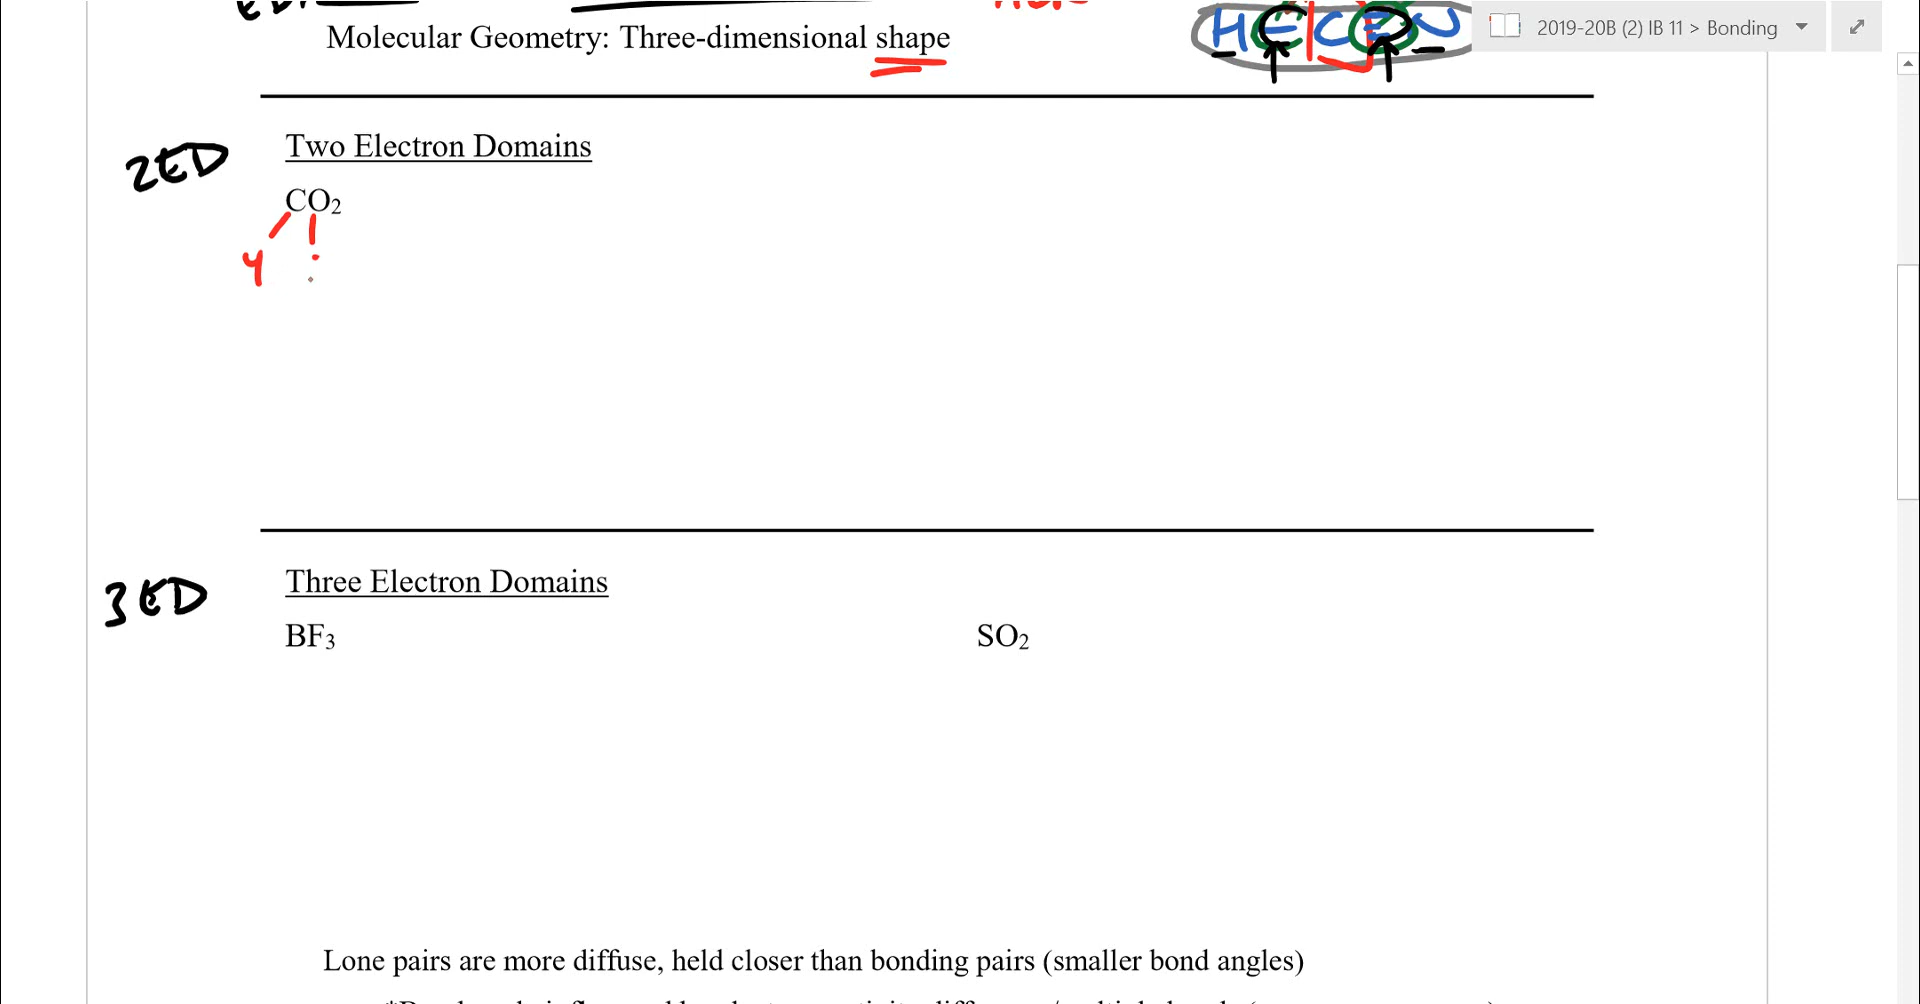 2019-20B (2) IB 11 > Bonding
Molecular Geometry: Three-dimensional shape
2ED
Two Electron Domains
CO₂
4
3ED
Three Electron Domains
BF₃
SO₂
Lone pairs are more diffuse, held closer than bonding pairs (smaller bond angles)